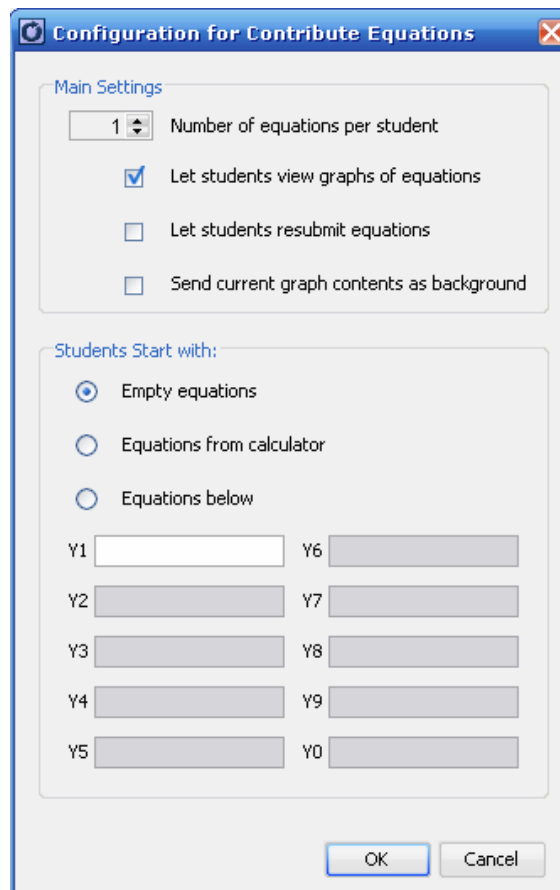 Configuration for Contribute Equations
Main Settings
1 Number of equations per student
Let students view graphs of equations
Let students resubmit equations
Send current graph contents as background
Students Start with:
Empty equations
Equations from calculator
Equations below
Y1 Y6
Y2 Y7
Y3 Y8
Y4 Y9
Y5 Y0
OK Cancel